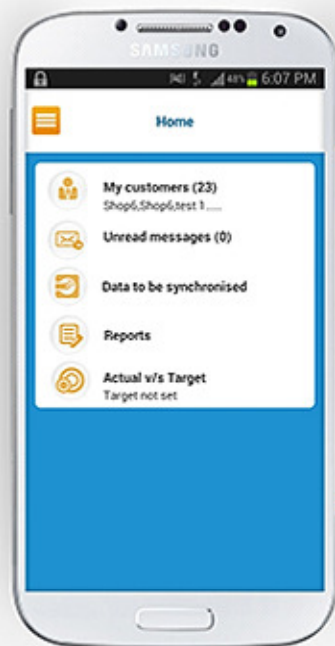 SAMSUNG
48% 6:07 PM
Home
My customers (23)
Shop6,Shop6,test 1.....
Unread messages (0)
Data to be synchronised
Reports
Actual v/s Target
Target not set